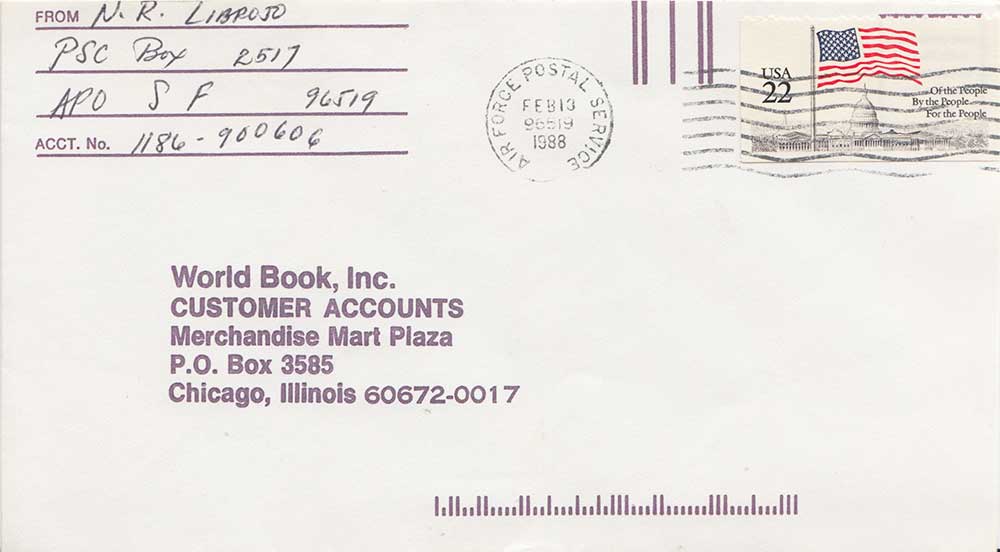 FROM N. R. LIBROJO
PSC Box 2517
APO S F 96519
ACCT. No. 1186-900606
AIR FORCE POSTAL SERVICE
FEB 13
96519
1988
USA
22
Of the People
By the People
For the People
World Book, Inc.
CUSTOMER ACCOUNTS
Merchandise Mart Plaza
P.O. Box 3585
Chicago, Illinois 60672-0017